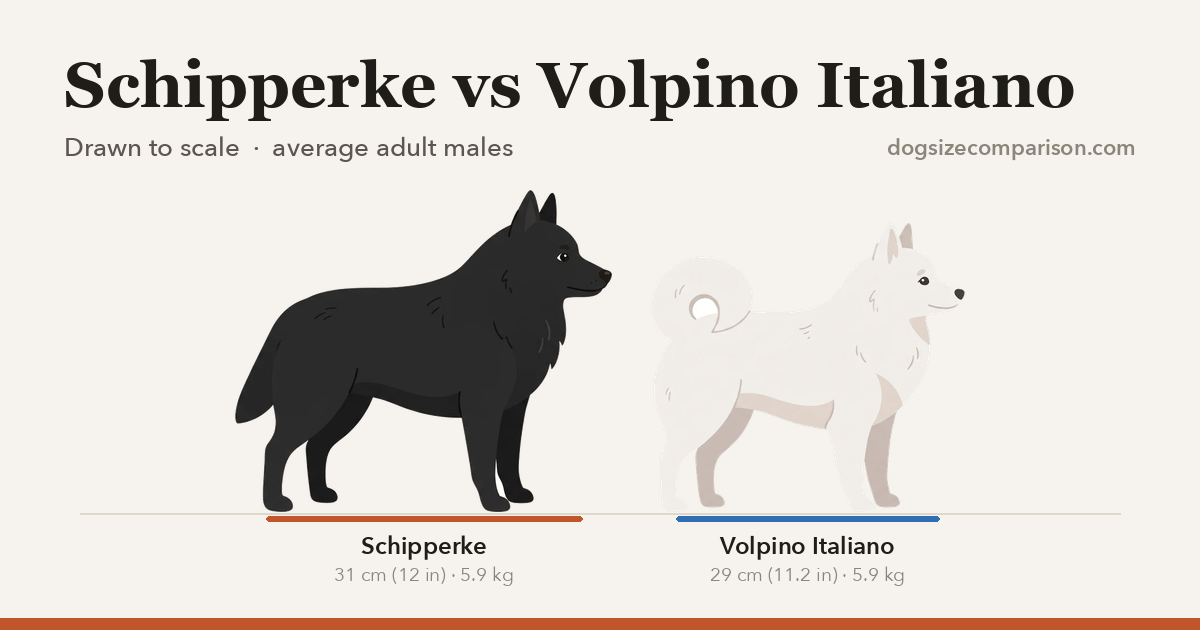 Schipperke vs Volpino Italiano
Drawn to scale · average adult males
dogsizecomparison.com
Schipperke
31 cm (12 in) · 5.9 kg
Volpino Italiano
29 cm (11.2 in) · 5.9 kg